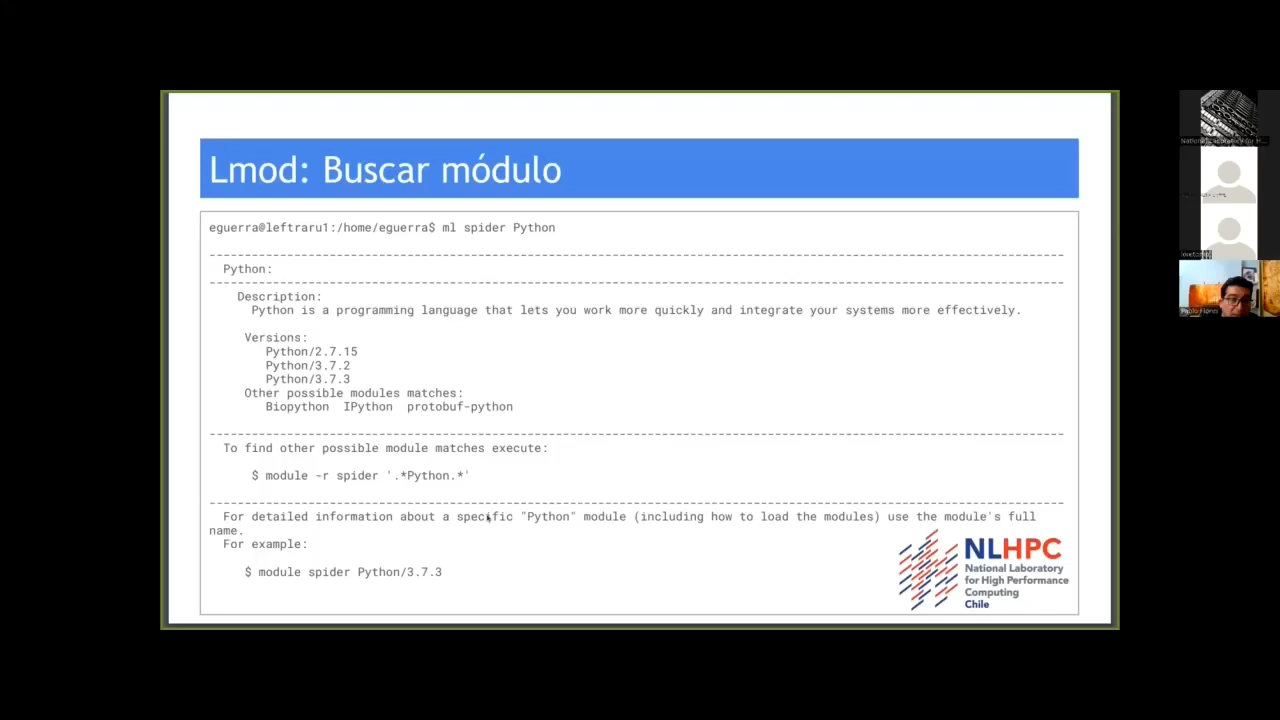 Lmod: Buscar módulo
eguerra@leftraru1:/home/eguerra$ ml spider Python
--------------------------------------------------------------------------------
Python:
--------------------------------------------------------------------------------
Description:
Python is a programming language that lets you work more quickly and integrate your systems more effectively.
Versions:
Python/2.7.15
Python/3.7.2
Python/3.7.3
Other possible modules matches:
Biopython IPython protobuf-python
--------------------------------------------------------------------------------
To find other possible module matches execute:
$ module -r spider '.*Python.*'
--------------------------------------------------------------------------------
For detailed information about a specific "Python" module (including how to load the modules) use the module's full
name.
For example:
$ module spider Python/3.7.3
NLHPC
National Laboratory
for High Performance
Computing
Chile
Pablo Flores